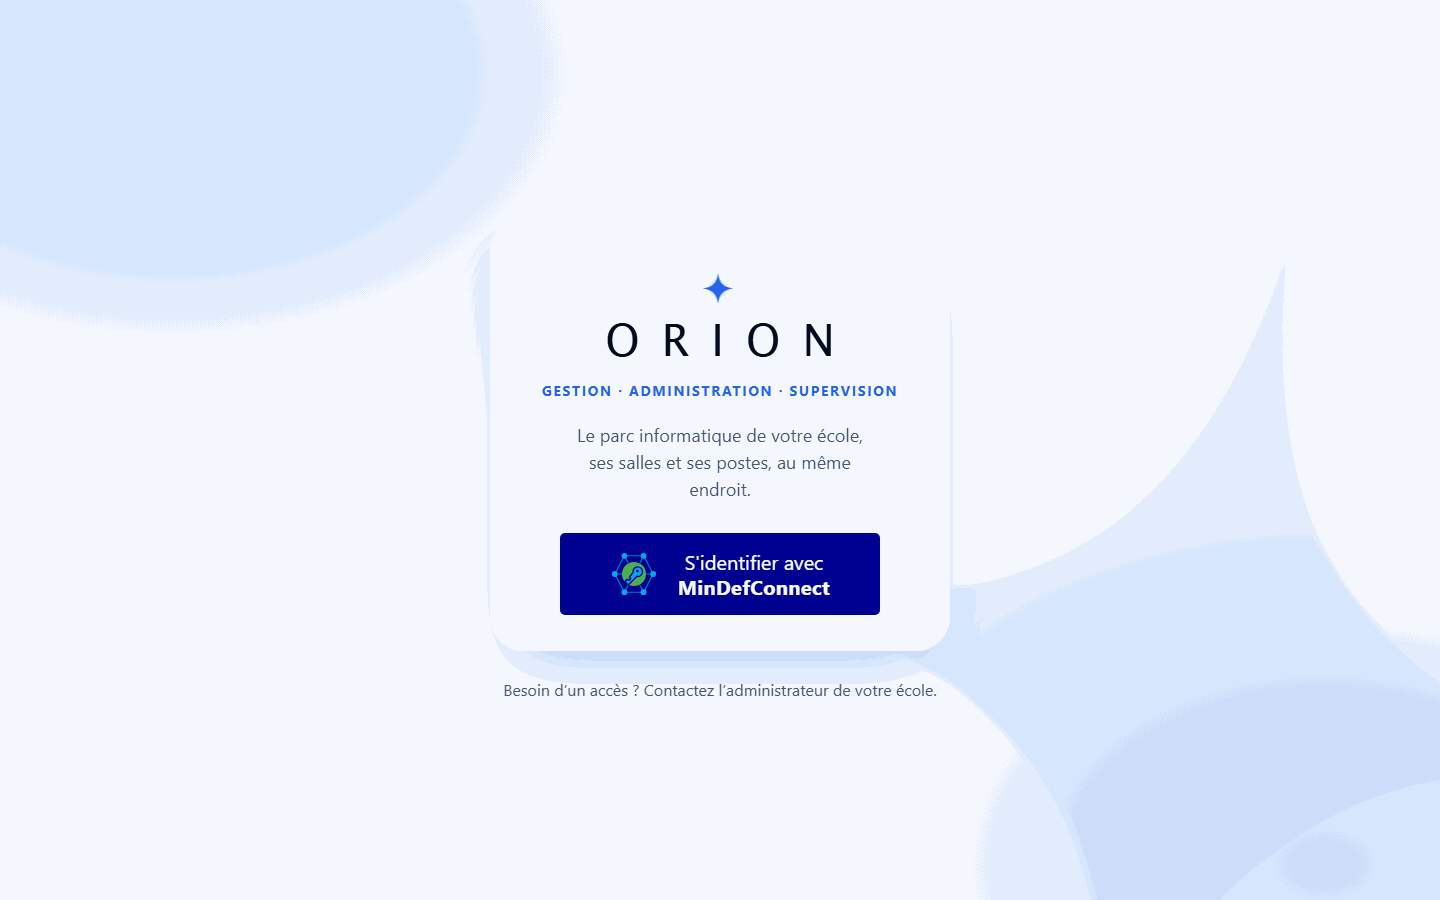 ORION
GESTION · ADMINISTRATION · SUPERVISION
Le parc informatique de votre école,
ses salles et ses postes, au même
endroit.
S'identifier avec
MinDefConnect
Besoin d’un accès ? Contactez l’administrateur de votre école.